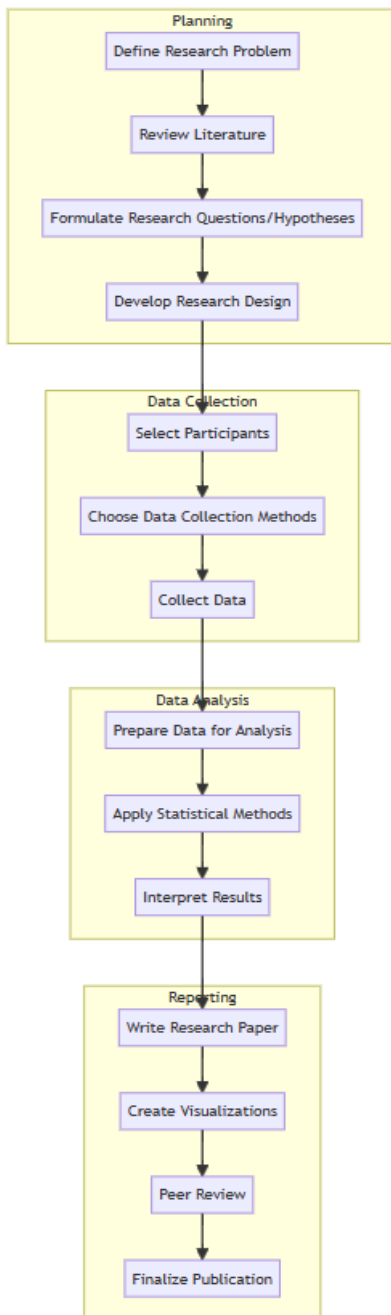 Planning
Define Research Problem
Review Literature
Formulate Research Questions/Hypotheses
Develop Research Design
Data Collection
Select Participants
Choose Data Collection Methods
Collect Data
Data Analysis
Prepare Data for Analysis
Apply Statistical Methods
Interpret Results
Reporting
Write Research Paper
Create Visualizations
Peer Review
Finalize Publication